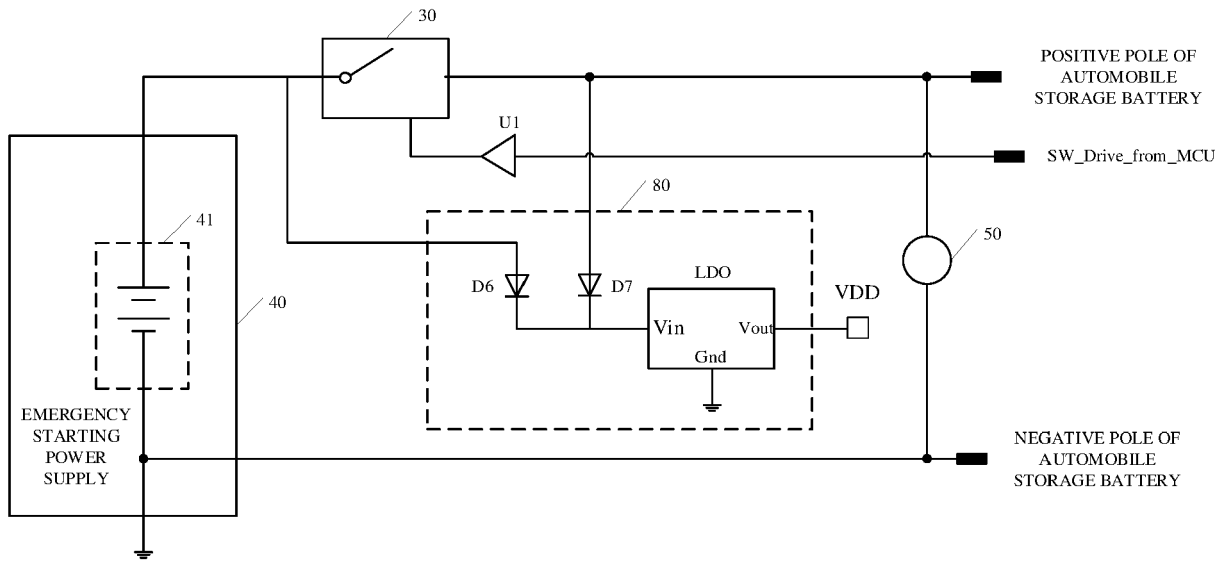 30
POSITIVE POLE OF
AUTOMOBILE
STORAGE BATTERY
U1
SW_Drive_from_MCU
80
41
50
LDO
D6
D7
VDD
40
Vin
Vout
Gnd
EMERGENCY
STARTING
POWER
SUPPLY
NEGATIVE POLE OF
AUTOMOBILE
STORAGE BATTERY